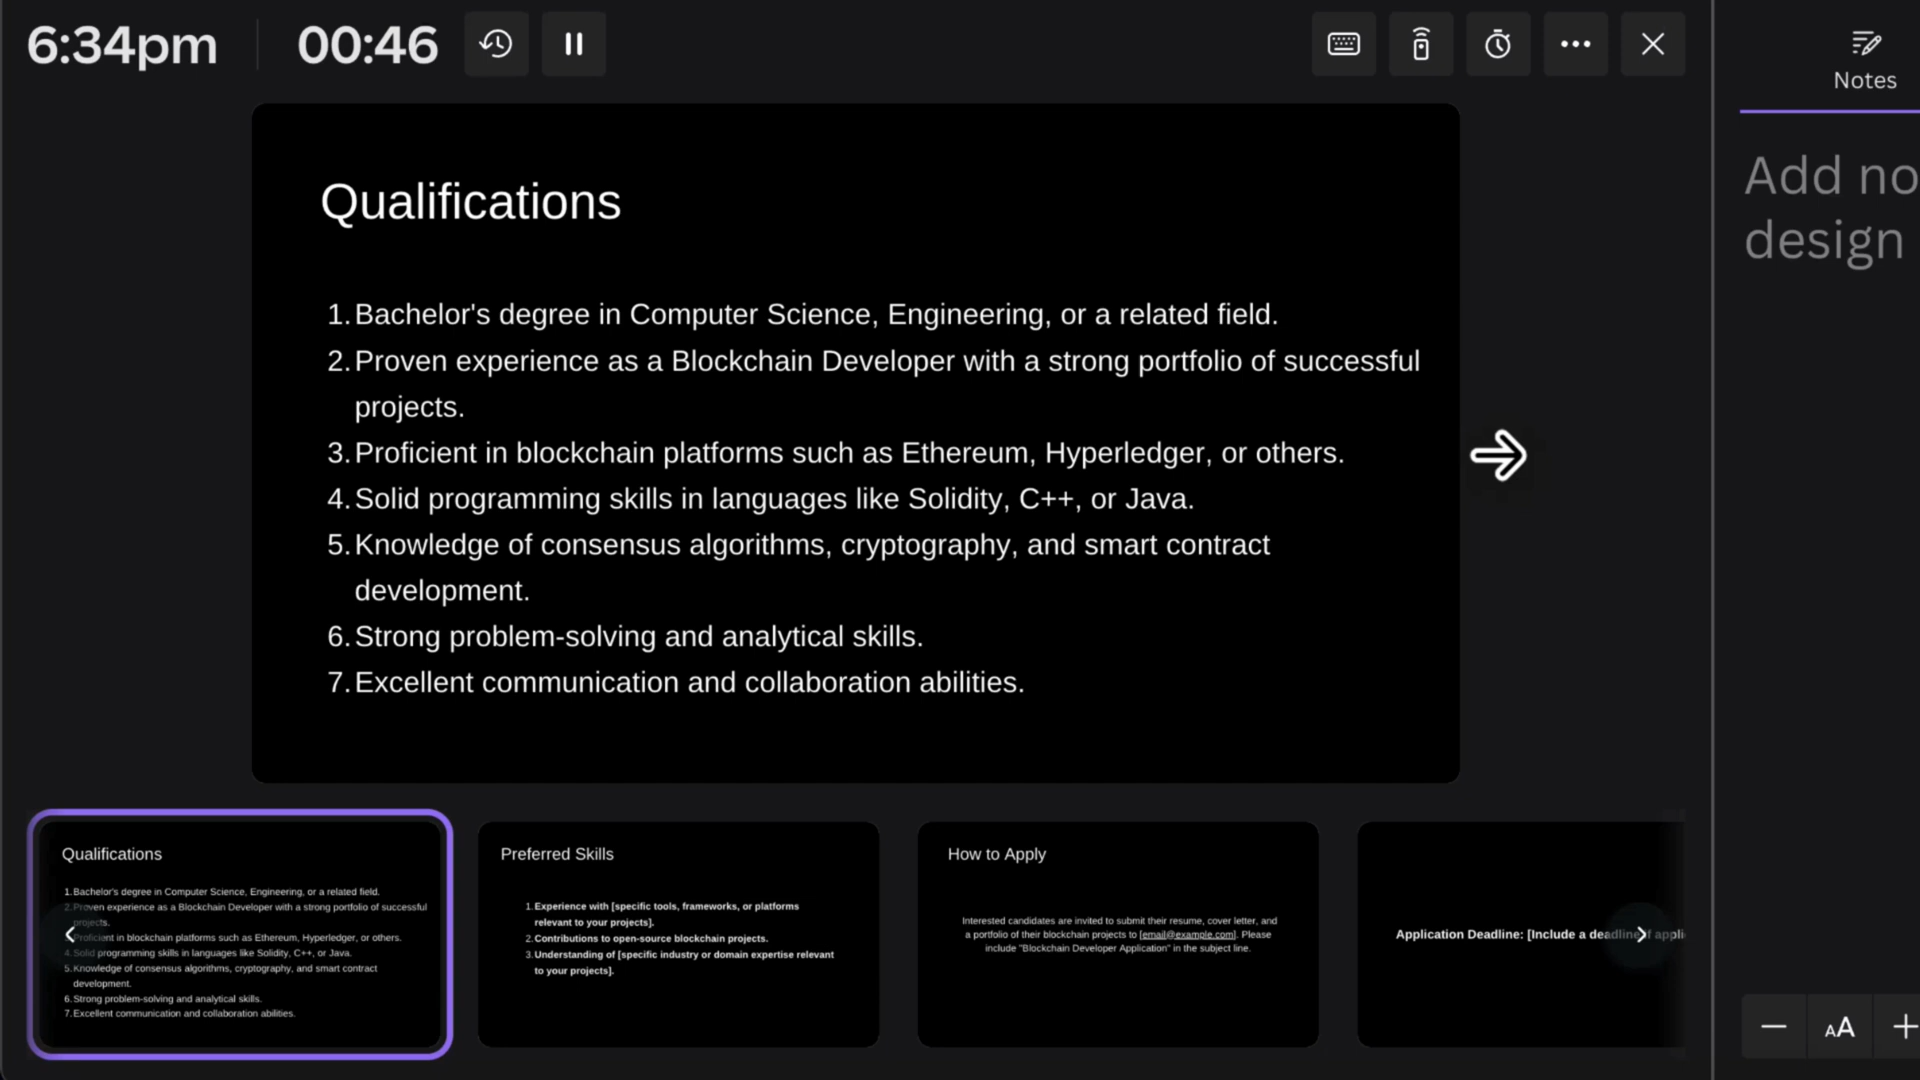 6:34pm
00:46
Notes
Add no
design
Qualifications
1. Bachelor's degree in Computer Science, Engineering, or a related field.
2. Proven experience as a Blockchain Developer with a strong portfolio of successful
projects.
3. Proficient in blockchain platforms such as Ethereum, Hyperledger, or others.
4. Solid programming skills in languages like Solidity, C++, or Java.
5. Knowledge of consensus algorithms, cryptography, and smart contract
development.
6. Strong problem-solving and analytical skills.
7. Excellent communication and collaboration abilities.
Qualifications
1. Bachelor's degree in Computer Science, Engineering, or a related field.
2. Proven experience as a Blockchain Developer with a strong portfolio of successful
projects.
3. Proficient in blockchain platforms such as Ethereum, Hyperledger, or others.
4. Solid programming skills in languages like Solidity, C++, or Java.
5. Knowledge of consensus algorithms, cryptography, and smart contract
development.
6. Strong problem-solving and analytical skills.
7. Excellent communication and collaboration abilities.
Preferred Skills
1. Experience with [specific tools, frameworks, or platforms
relevant to your projects].
2. Contributions to open-source blockchain projects.
3. Understanding of [specific industry or domain expertise relevant
to your projects].
How to Apply
Interested candidates are invited to submit their resume, cover letter, and
a portfolio of their blockchain projects to [email@example.com]. Please
include "Blockchain Developer Application" in the subject line.
Application Deadline: [Include a deadline if appli
AA